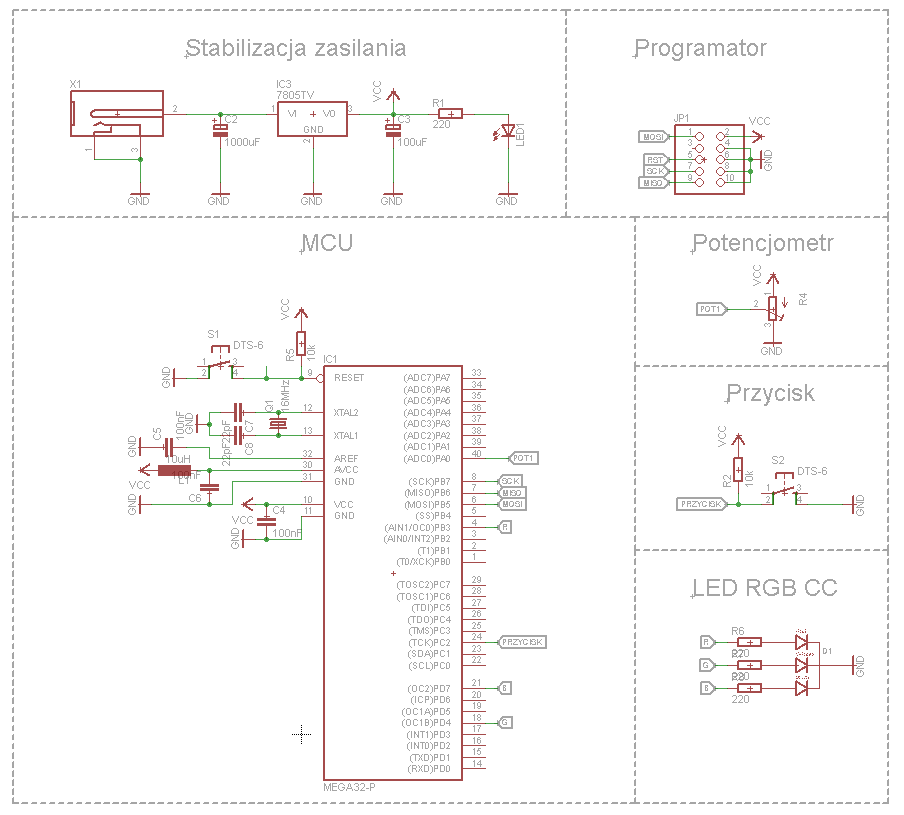 Stabilizacja zasilania
X1
2
1
3
GND
C2
1000uF
GND
IC3
7805TV
1
VI
VO
3
GND
2
GND
VCC
C3
100uF
GND
R1
220
LED1
GND
Programator
JP1
VCC
MOSI
1
2
3
4
RST
5
6
GND
SCK
7
8
MISO
9
10
MCU
VCC
S1
DTS-6
1
3
2
4
GND
R5
10k
IC1
9
RESET
(ADC7)PA7
33
(ADC6)PA6
34
(ADC5)PA5
35
12
XTAL2
(ADC4)PA4
36
(ADC3)PA3
37
13
XTAL1
(ADC2)PA2
38
(ADC1)PA1
39
32
AREF
(ADC0)PA0
40
POT1
30
AVCC
31
GND
(SCK)PB7
8
SCK
(MISO)PB6
7
MISO
10
VCC
(MOSI)PB5
6
MOSI
11
GND
(SS)PB4
5
(AIN1/OC0)PB3
4
R
(AIN0/INT2)PB2
3
(T1)PB1
2
(T0/XCK)PB0
1
(TOSC2)PC7
29
(TOSC1)PC6
28
(TDI)PC5
27
(TDO)PC4
26
(TMS)PC3
25
(TCK)PC2
24
PRZYCISK
(SDA)PC1
23
(SCL)PC0
22
(OC2)PD7
21
B
(ICP)PD6
20
(OC1A)PD5
19
(OC1B)PD4
18
G
(INT1)PD3
17
(INT0)PD2
16
(TXD)PD1
15
(RXD)PD0
14
MEGA32-P
Q1
16MHz
C7
22pF
C8
22pF
GND
C5
100nF
GND
10uH
L1
VCC
100nF
C6
GND
VCC
C4
100nF
GND
Potencjometr
VCC
1
POT1
2
R4
3
GND
Przycisk
VCC
R2
10k
S2
DTS-6
1
3
2
4
PRZYCISK
GND
LED RGB CC
R
R6
220
G
220
B
220
D1
GND